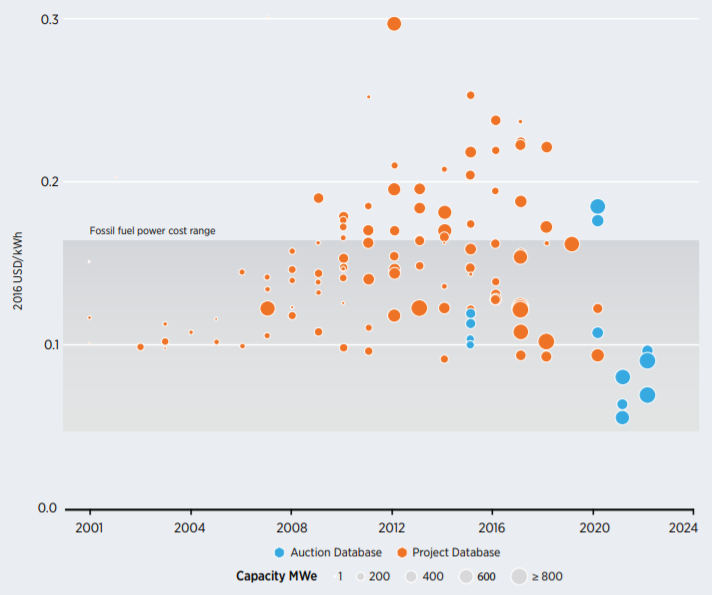 0.3
0.2
Fossil fuel power cost range
2016 USD/kWh
0.1
0.0
2001 2004 2008 2012 2016 2020 2024
Auction Database Project Database
Capacity MWe 1 200 400 600 ≥ 800